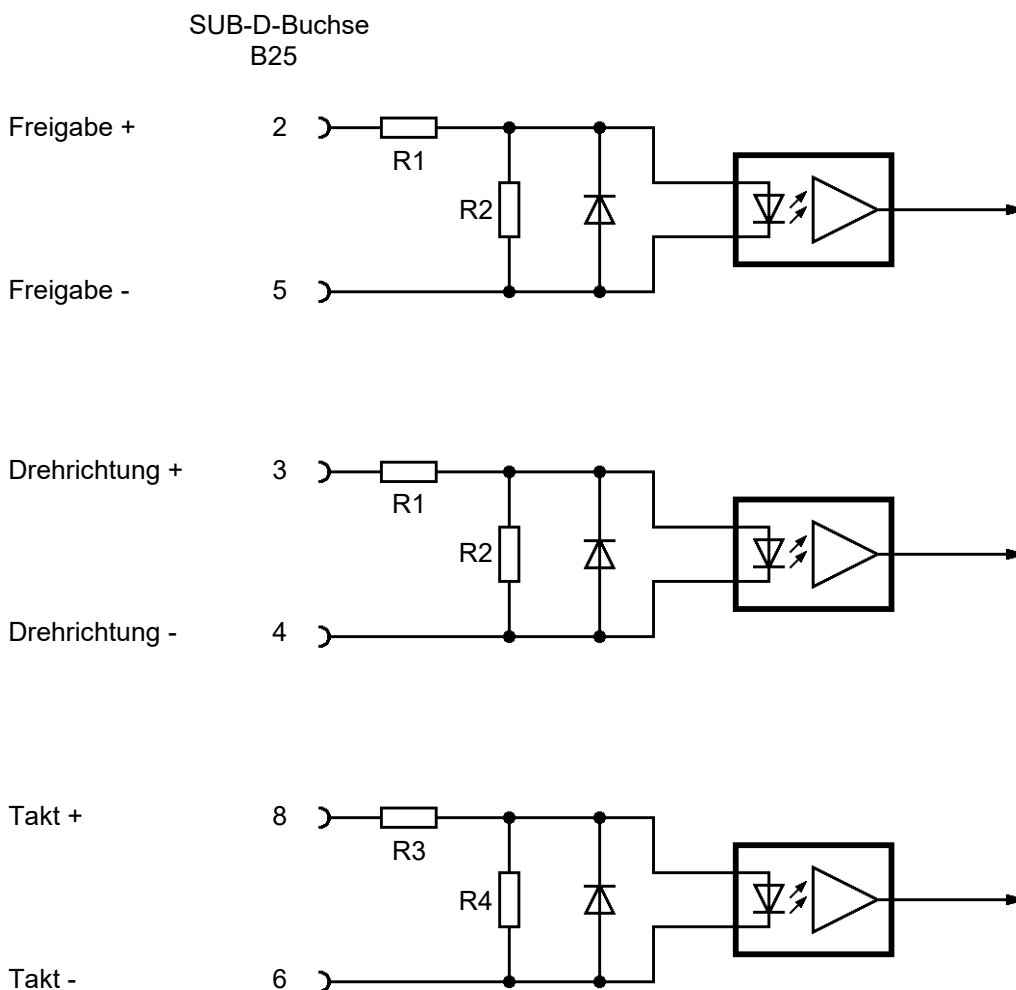 SUB-D-Buchse
B25
Freigabe + 2
R1
R2
Freigabe - 5
Drehrichtung + 3
R1
R2
Drehrichtung - 4
Takt + 8
R3
R4
Takt - 6